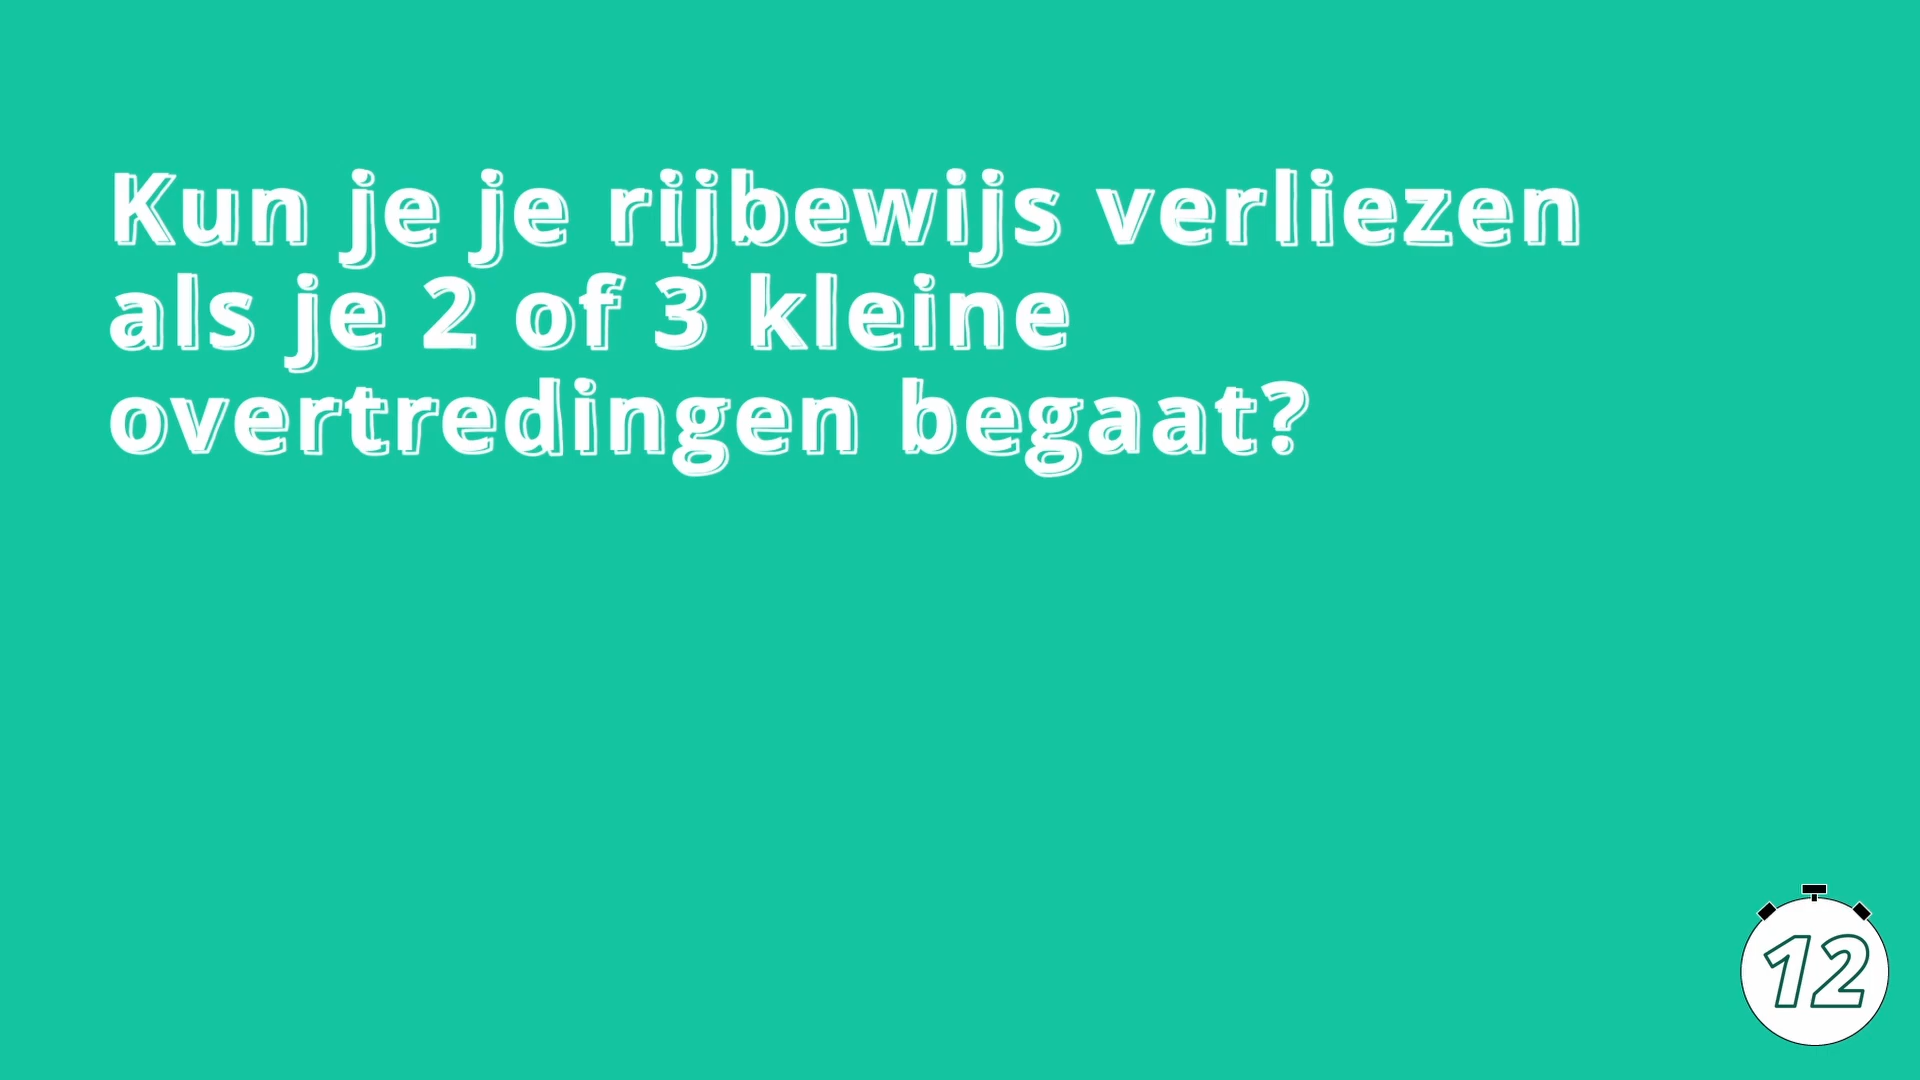 Kun je je rijbewijs verliezen
als je 2 of 3 kleine
overtredingen begaat?
12